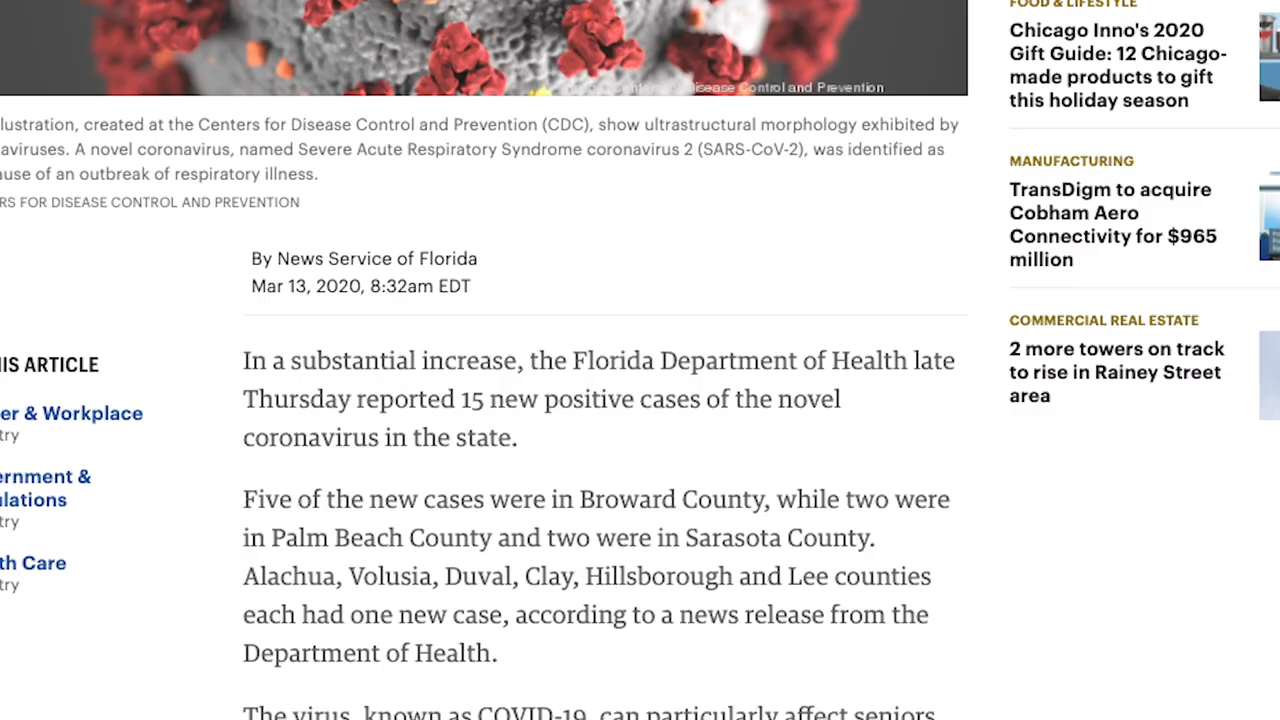 Disease Control and Prevention
lustration, created at the Centers for Disease Control and Prevention (CDC), show ultrastructural morphology exhibited by
aviruses. A novel coronavirus, named Severe Acute Respiratory Syndrome coronavirus 2 (SARS-CoV-2), was identified as
ause of an outbreak of respiratory illness.
RS FOR DISEASE CONTROL AND PREVENTION
By News Service of Florida
Mar 13, 2020, 8:32am EDT
IS ARTICLE
er & Workplace
try
ernment &
ulations
try
th Care
try
In a substantial increase, the Florida Department of Health late
Thursday reported 15 new positive cases of the novel
coronavirus in the state.
Five of the new cases were in Broward County, while two were
in Palm Beach County and two were in Sarasota County.
Alachua, Volusia, Duval, Clay, Hillsborough and Lee counties
each had one new case, according to a news release from the
Department of Health.
The virus, known as COVID-19, can particularly affect seniors
FOOD & LIFESTYLE
Chicago Inno's 2020
Gift Guide: 12 Chicago-
made products to gift
this holiday season
MANUFACTURING
TransDigm to acquire
Cobham Aero
Connectivity for $965
million
COMMERCIAL REAL ESTATE
2 more towers on track
to rise in Rainey Street
area